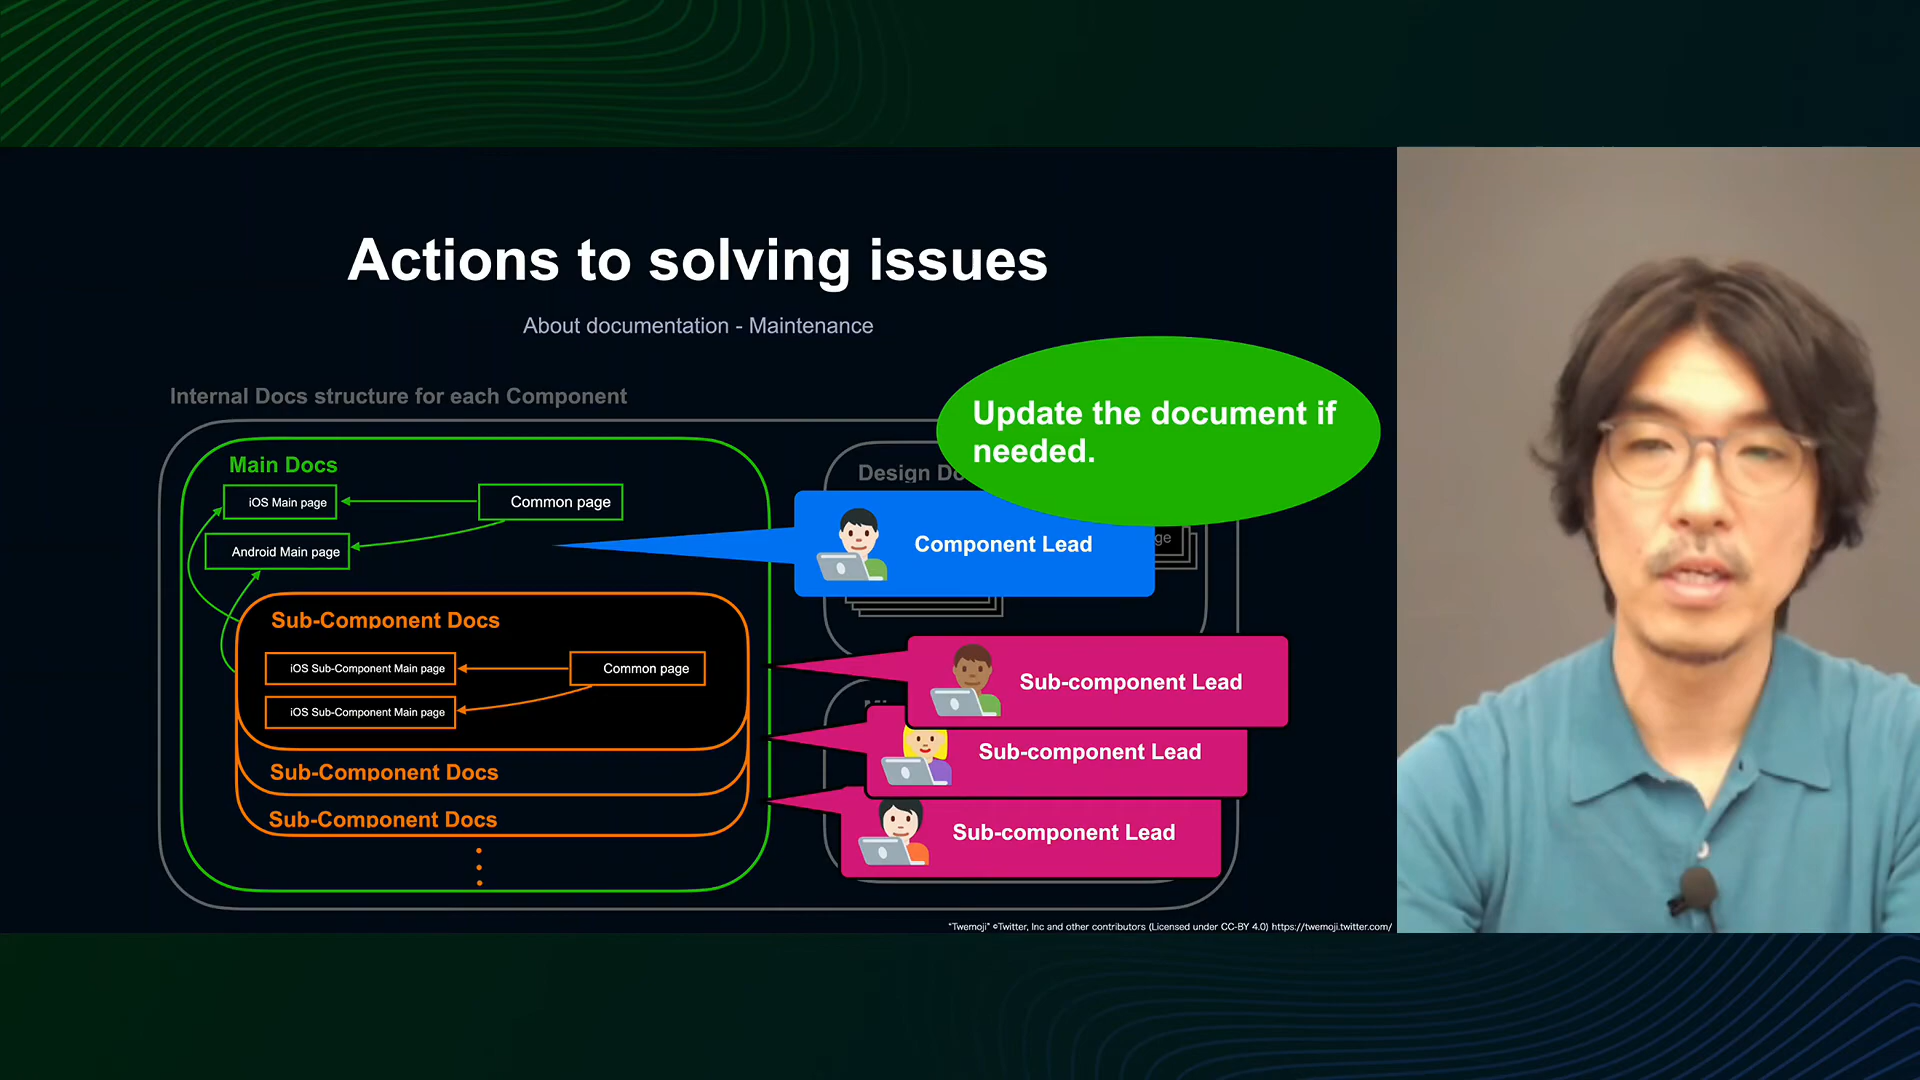 Actions to solving issues
About documentation - Maintenance
Internal Docs structure for each Component
Update the document if
needed.
Main Docs
iOS Main page
Common page
Android Main page
Design Do
ge
Component Lead
Sub-Component Docs
iOS Sub-Component Main page
Common page
iOS Sub-Component Main page
Sub-Component Docs
Sub-Component Docs
Sub-component Lead
Sub-component Lead
Sub-component Lead
"Twemoji" ©Twitter, Inc and other contributors (Licensed under CC-BY 4.0) https://twemoji.twitter.com/